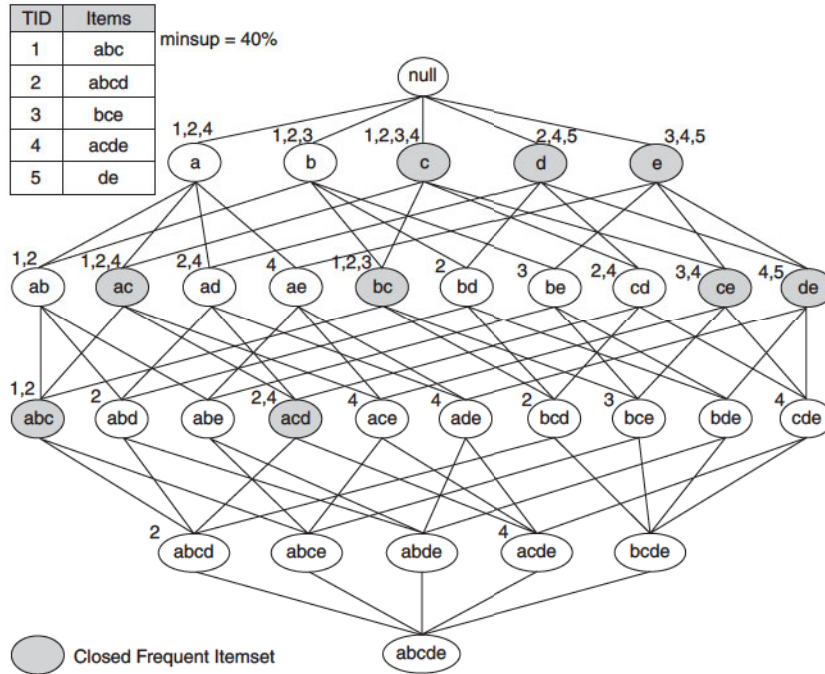 TID Items
1 abc
2 abcd
3 bce
4 acde
5 de
minsup = 40%
null
1,2,4 1,2,3 1,2,3,4 2,4,5 3,4,5
a b c d e
1,2 1,2,4 2,4 4 1,2,3 2 3 2,4 3,4 4,5
ab ac ad ae bc bd be cd ce de
1,2 2 2,4 4 4 2 3 4
abc abd abe acd ace ade bcd bce bde cde
2 4
abcd abce abde acde bcde
abcde
Closed Frequent Itemset